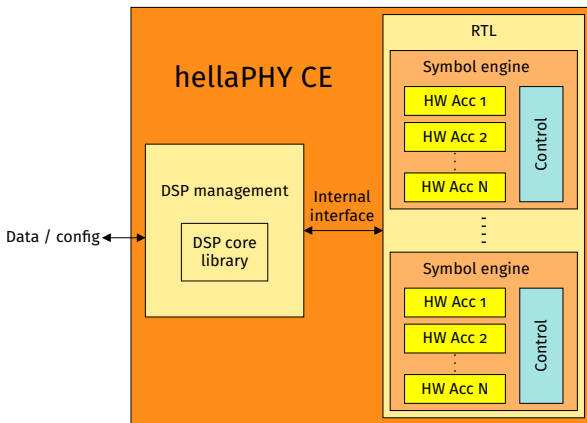 hellaPHY CE
Data / config
DSP management
DSP core
library
Internal
interface
RTL
Symbol engine
HW Acc 1
HW Acc 2
HW Acc N
Control
Symbol engine
HW Acc 1
HW Acc 2
HW Acc N
Control